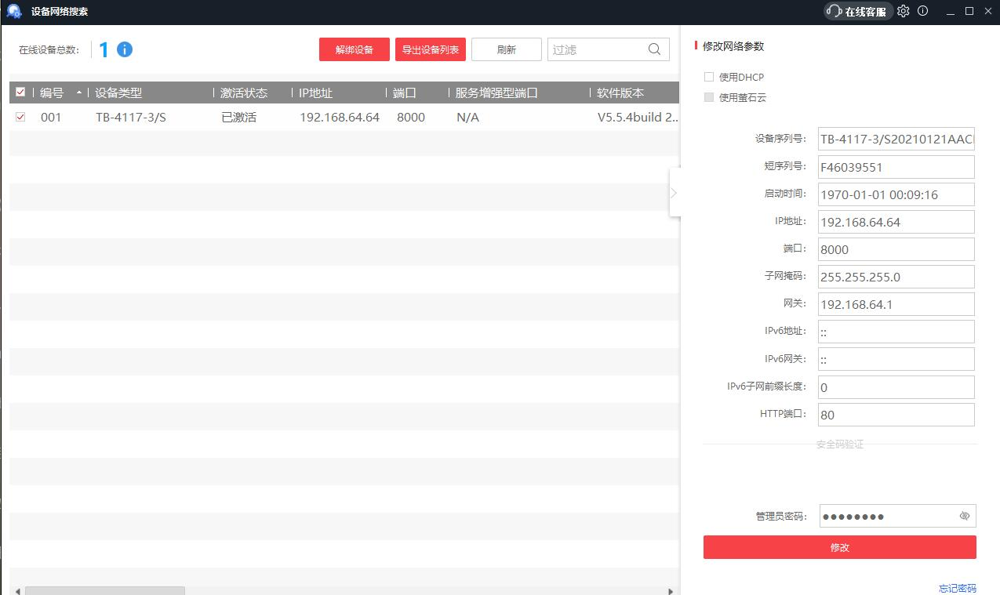 设备网络搜索
在线客服
在线设备总数: 1
解绑设备 导出设备列表 刷新 过滤
编号 设备类型 激活状态 IP地址 端口 服务增强型端口 软件版本
001 TB-4117-3/S 已激活 192.168.64.64 8000 N/A V5.5.4build 2..
修改网络参数
使用DHCP
使用萤石云
设备序列号: TB-4117-3/S20210121AAC
短序列号: F46039551
启动时间: 1970-01-01 00:09:16
IP地址: 192.168.64.64
端口: 8000
子网掩码: 255.255.255.0
网关: 192.168.64.1
IPv6地址: ::
IPv6网关: ::
IPv6子网前缀长度: 0
HTTP端口: 80
安全码验证
管理员密码: ●●●●●●●●
修改
忘记密码